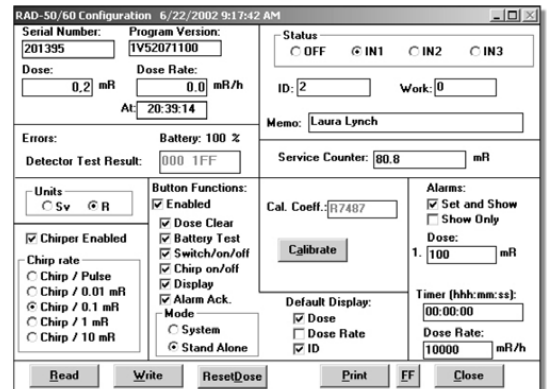 RAD-50/60 Configuration 6/22/2002 9:17:42 AM
Serial Number: Program Version:
201395 1V52071100
Dose: Dose Rate:
0,2 mR 0.0 mR/h
At: 20:39:14
Status
OFF IN1 IN2 IN3
ID: 2 Work: 0
Memo: Laura Lynch
Errors: Battery: 100 %
Detector Test Result: 000 1FF
Service Counter: 80.8 mR
Units
Sv R
Chirper Enabled
Chirp rate
Chirp / Pulse
Chirp / 0.01 mR
Chirp / 0.1 mR
Chirp / 1 mR
Chirp / 10 mR
Button Functions:
Enabled
Dose Clear
Battery Test
Switch/on/off
Chirp on/off
Display
Alarm Ack.
Mode
System
Stand Alone
Cal. Coeff.: R7487
Calibrate
Default Display:
Dose
Dose Rate
ID
Alarms:
Set and Show
Show Only
Dose:
1. 100 mR
Timer (hhh:mm:ss):
00:00:00
Dose Rate:
10000 mR/h
Read Write ResetDose Print FF Close